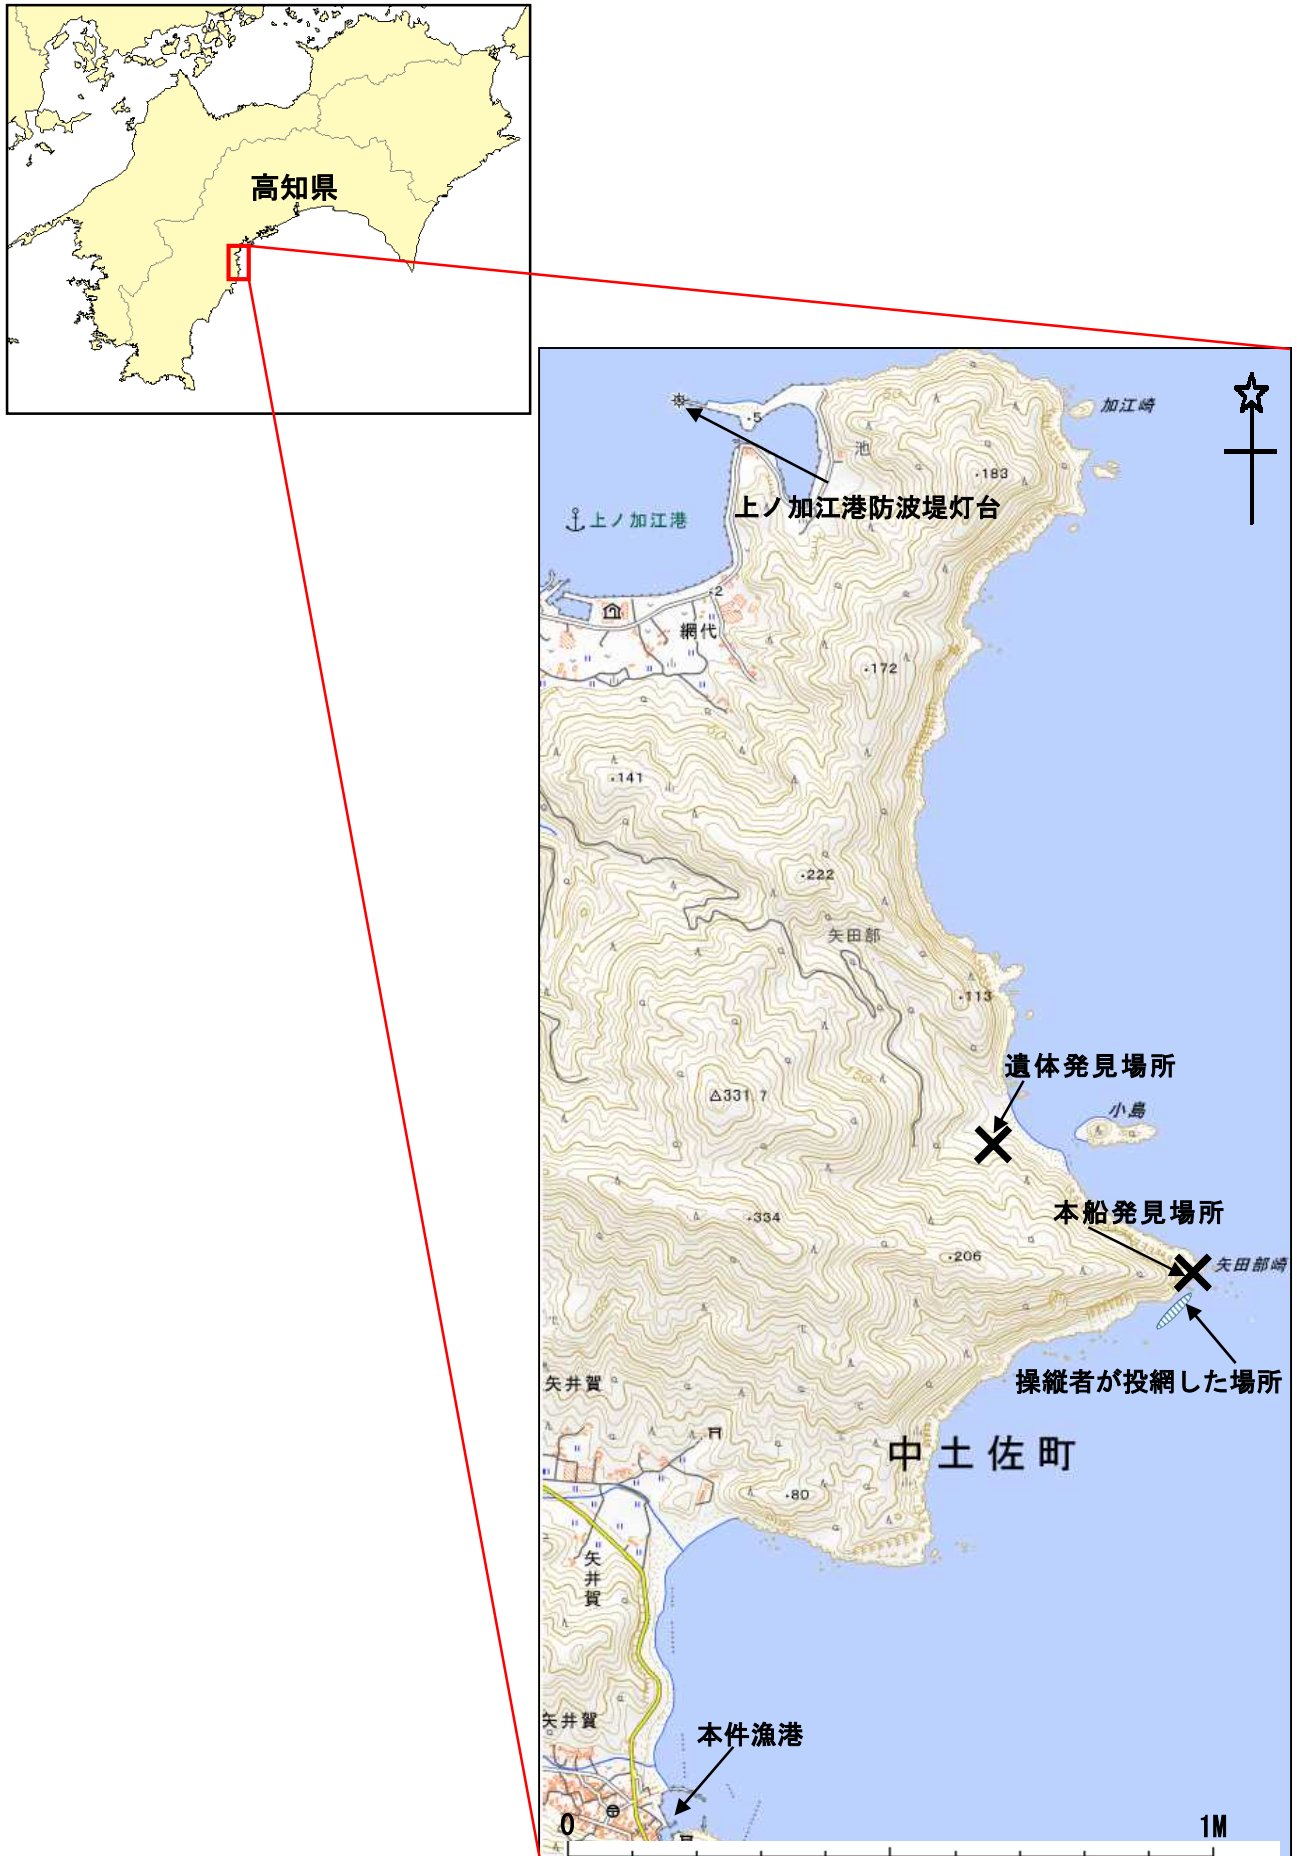 高知県
加江崎
5
池
183
上ノ加江港防波堤灯台
上ノ加江港
2
網代
172
141
222
矢田部
113
遺体発見場所
331.7
小島
150
本船発見場所
334
206
矢田部崎
操縦者が投網した場所
矢井賀
中土佐町
80
矢井賀
矢井賀
本件漁港
0
1M